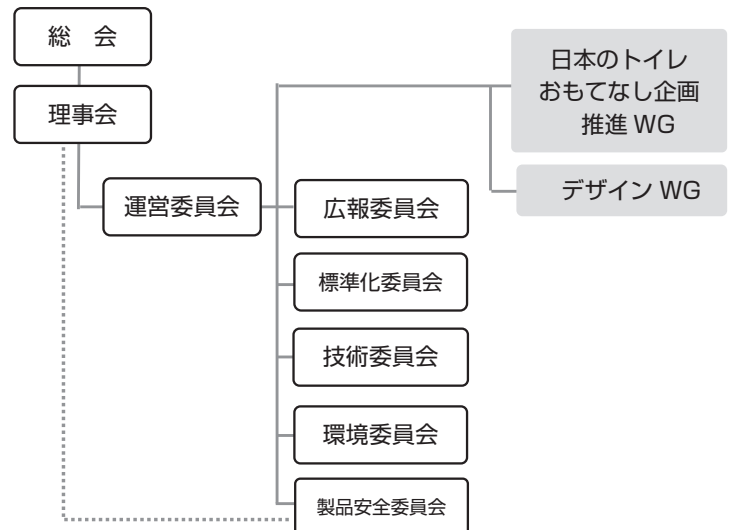 総　会
理事会
運営委員会
広報委員会
標準化委員会
技術委員会
環境委員会
製品安全委員会
日本のトイレ
おもてなし企画
推進 WG
デザイン WG